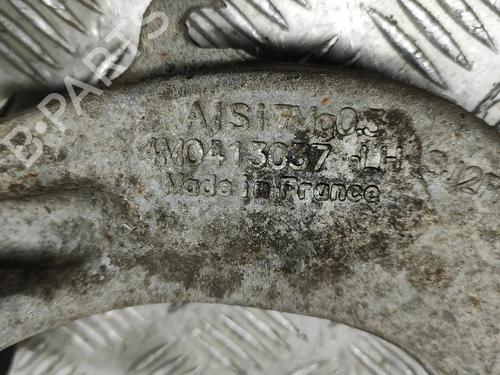 B-PARTS
AlSi7Mg0.3
4M0413037 -LH
Made in France